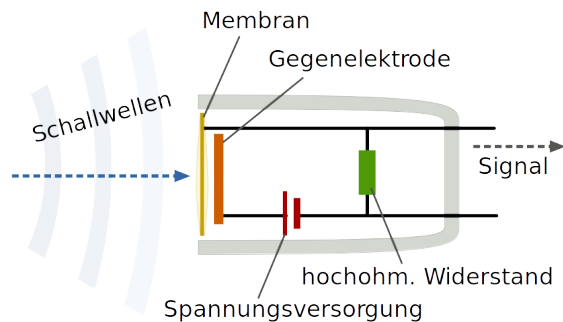 Membran
Gegenelektrode
Schallwellen
Signal
hochohm. Widerstand
Spannungsversorgung